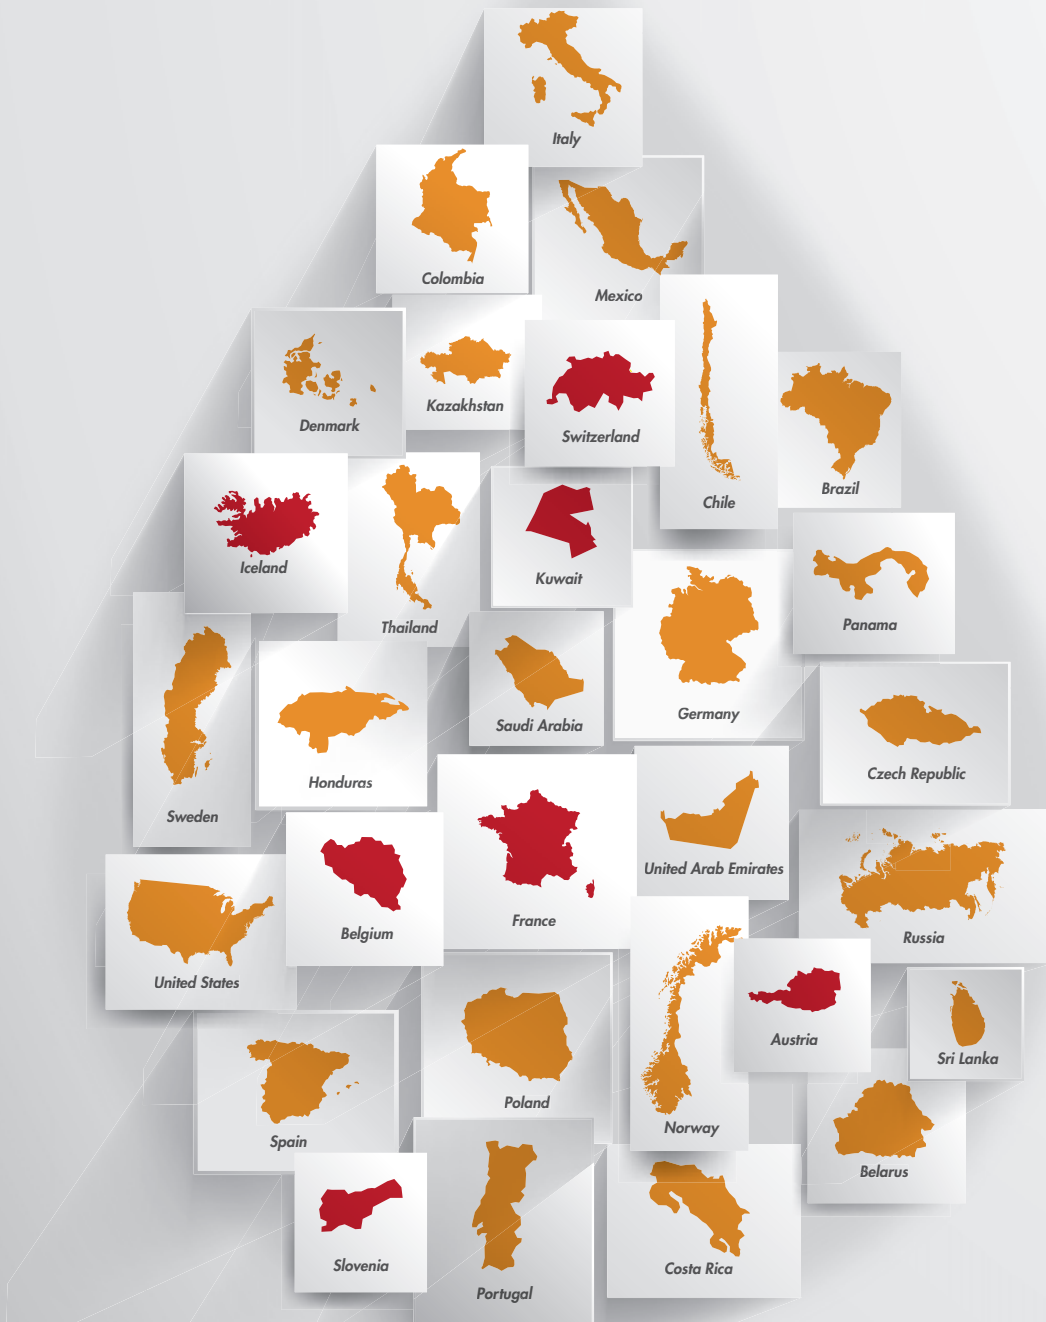 Italy
Colombia
Mexico
Denmark
Kazakhstan
Switzerland
Chile
Brazil
Iceland
Thailand
Kuwait
Panama
Sweden
Honduras
Saudi Arabia
Germany
Czech Republic
United States
Belgium
France
United Arab Emirates
Russia
Spain
Poland
Norway
Austria
Sri Lanka
Belarus
Slovenia
Portugal
Costa Rica